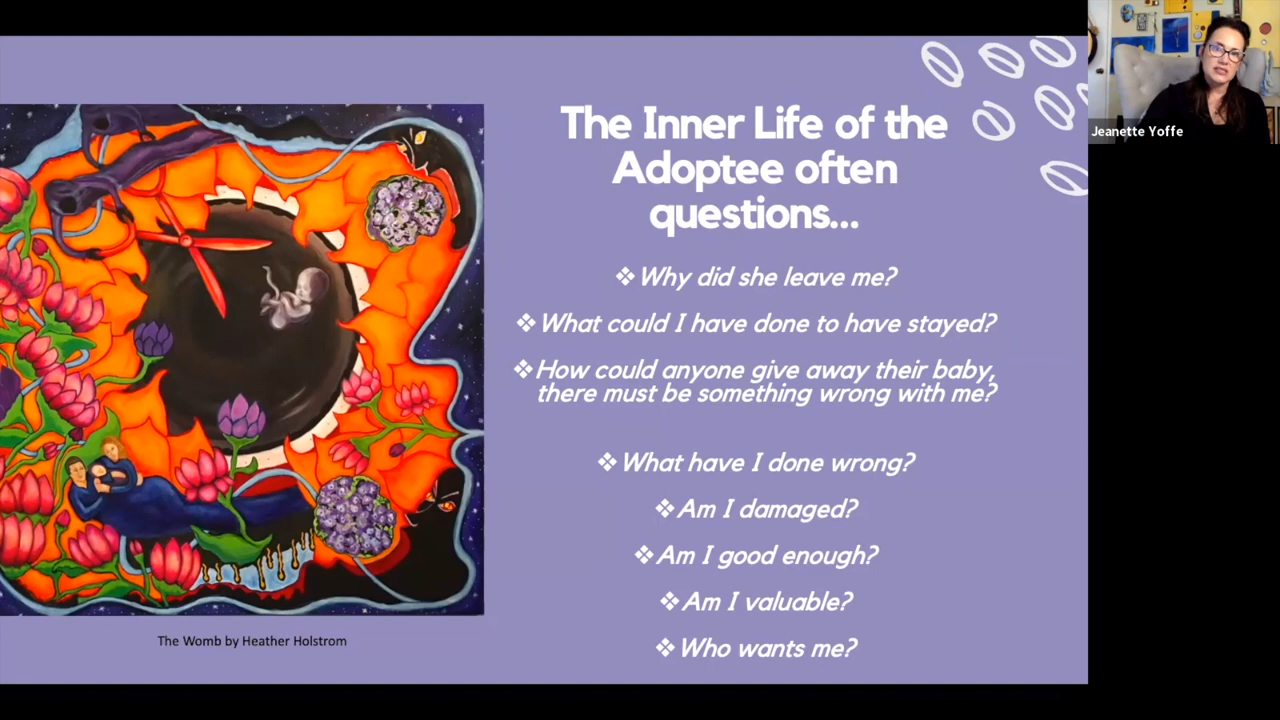 The Inner Life of the
Adoptee often
questions...
❖Why did she leave me?
❖What could I have done to have stayed?
❖How could anyone give away their baby,
there must be something wrong with me?
❖What have I done wrong?
❖Am I damaged?
❖Am I good enough?
❖Am I valuable?
❖Who wants me?
The Womb by Heather Holstrom
Jeanette Yoffe